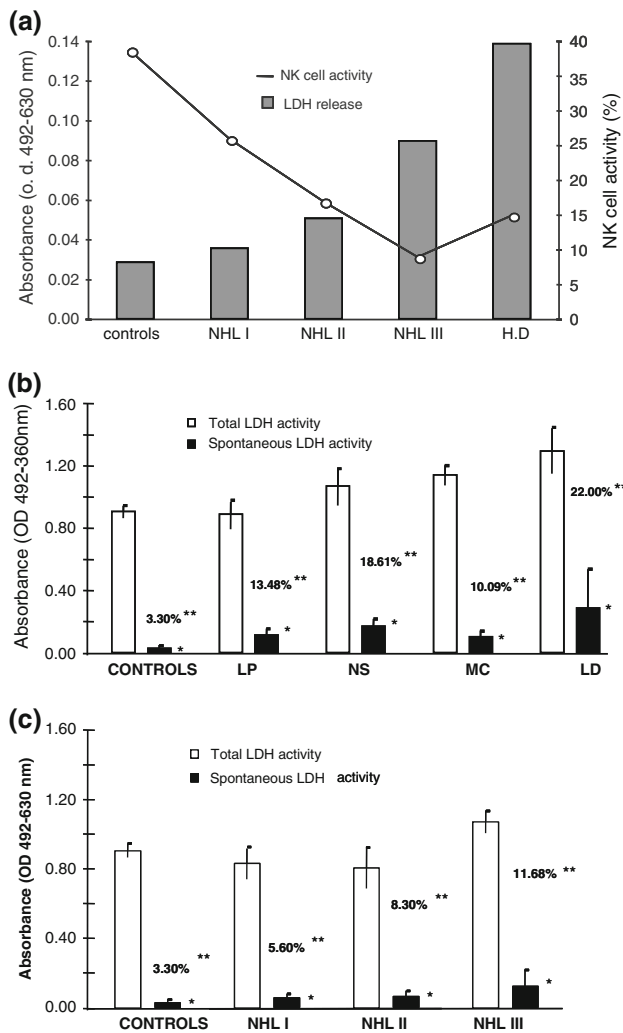 (a)
Absorbance (o. d. 492-630 nm)
0.14
0.12
0.10
0.08
0.06
0.04
0.02
0.00
NK cell activity
LDH release
40
35
30
25
20
15
10
5
0
NK cell activity (%)
controls NHL I NHL II NHL III H.D
(b)
Absorbance (OD 492-360nm)
1.60
1.20
0.80
0.40
0.00
Total LDH activity
Spontaneous LDH activity
3.30% **
*
13.48% **
*
18.61% **
*
10.09% **
*
22.00% **
*
CONTROLS LP NS MC LD
(c)
Absorbance (OD 492-630 nm)
1.60
1.20
0.80
0.40
0.00
Total LDH activity
Spontaneous LDH activity
3.30% **
*
5.60% **
*
8.30% **
*
11.68% **
*
CONTROLS NHL I NHL II NHL III